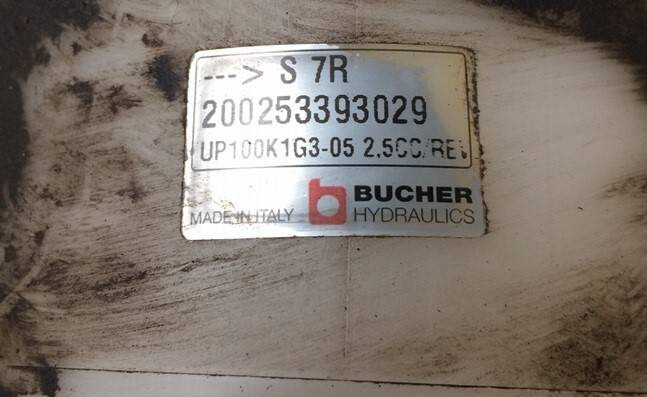 ---> S 7R
200253393029
UP100K1G3-05 2,5CC/REV
MADE IN ITALY
BUCHER
HYDRAULICS